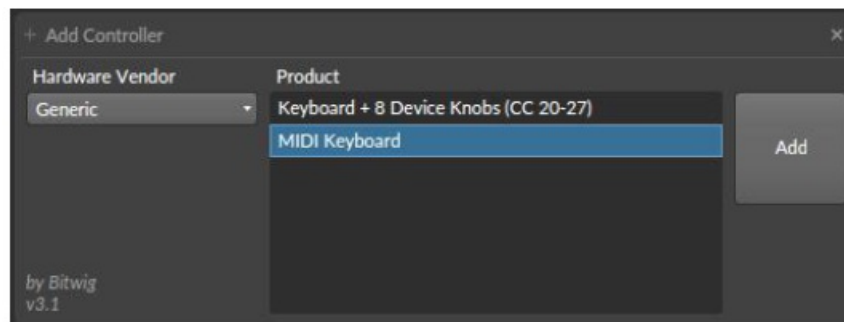 + Add Controller ×
Hardware Vendor
Product
Generic
Keyboard + 8 Device Knobs (CC 20-27)
MIDI Keyboard
Add
by Bitwig
v3.1